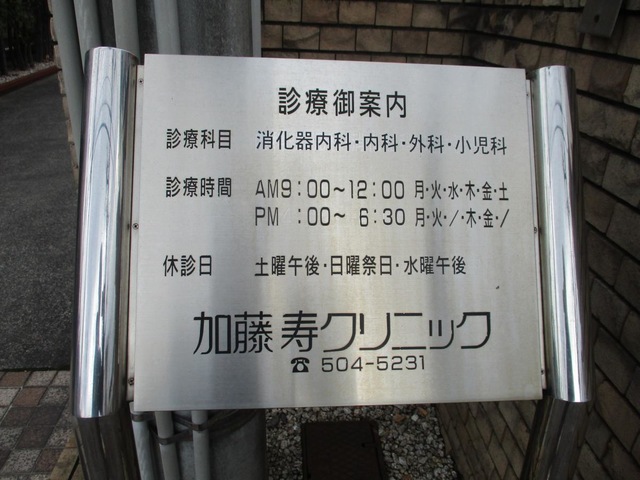 診療御案内
診療科目 消化器内科・内科・外科・小児科
診療時間 AM9:00～12:00 月・火・水・木・金・土
PM :00～ 6:30 月・火・/・木・金・/
休診日 土曜午後・日曜祭日・水曜午後
加藤寿クリニック
☎504-5231